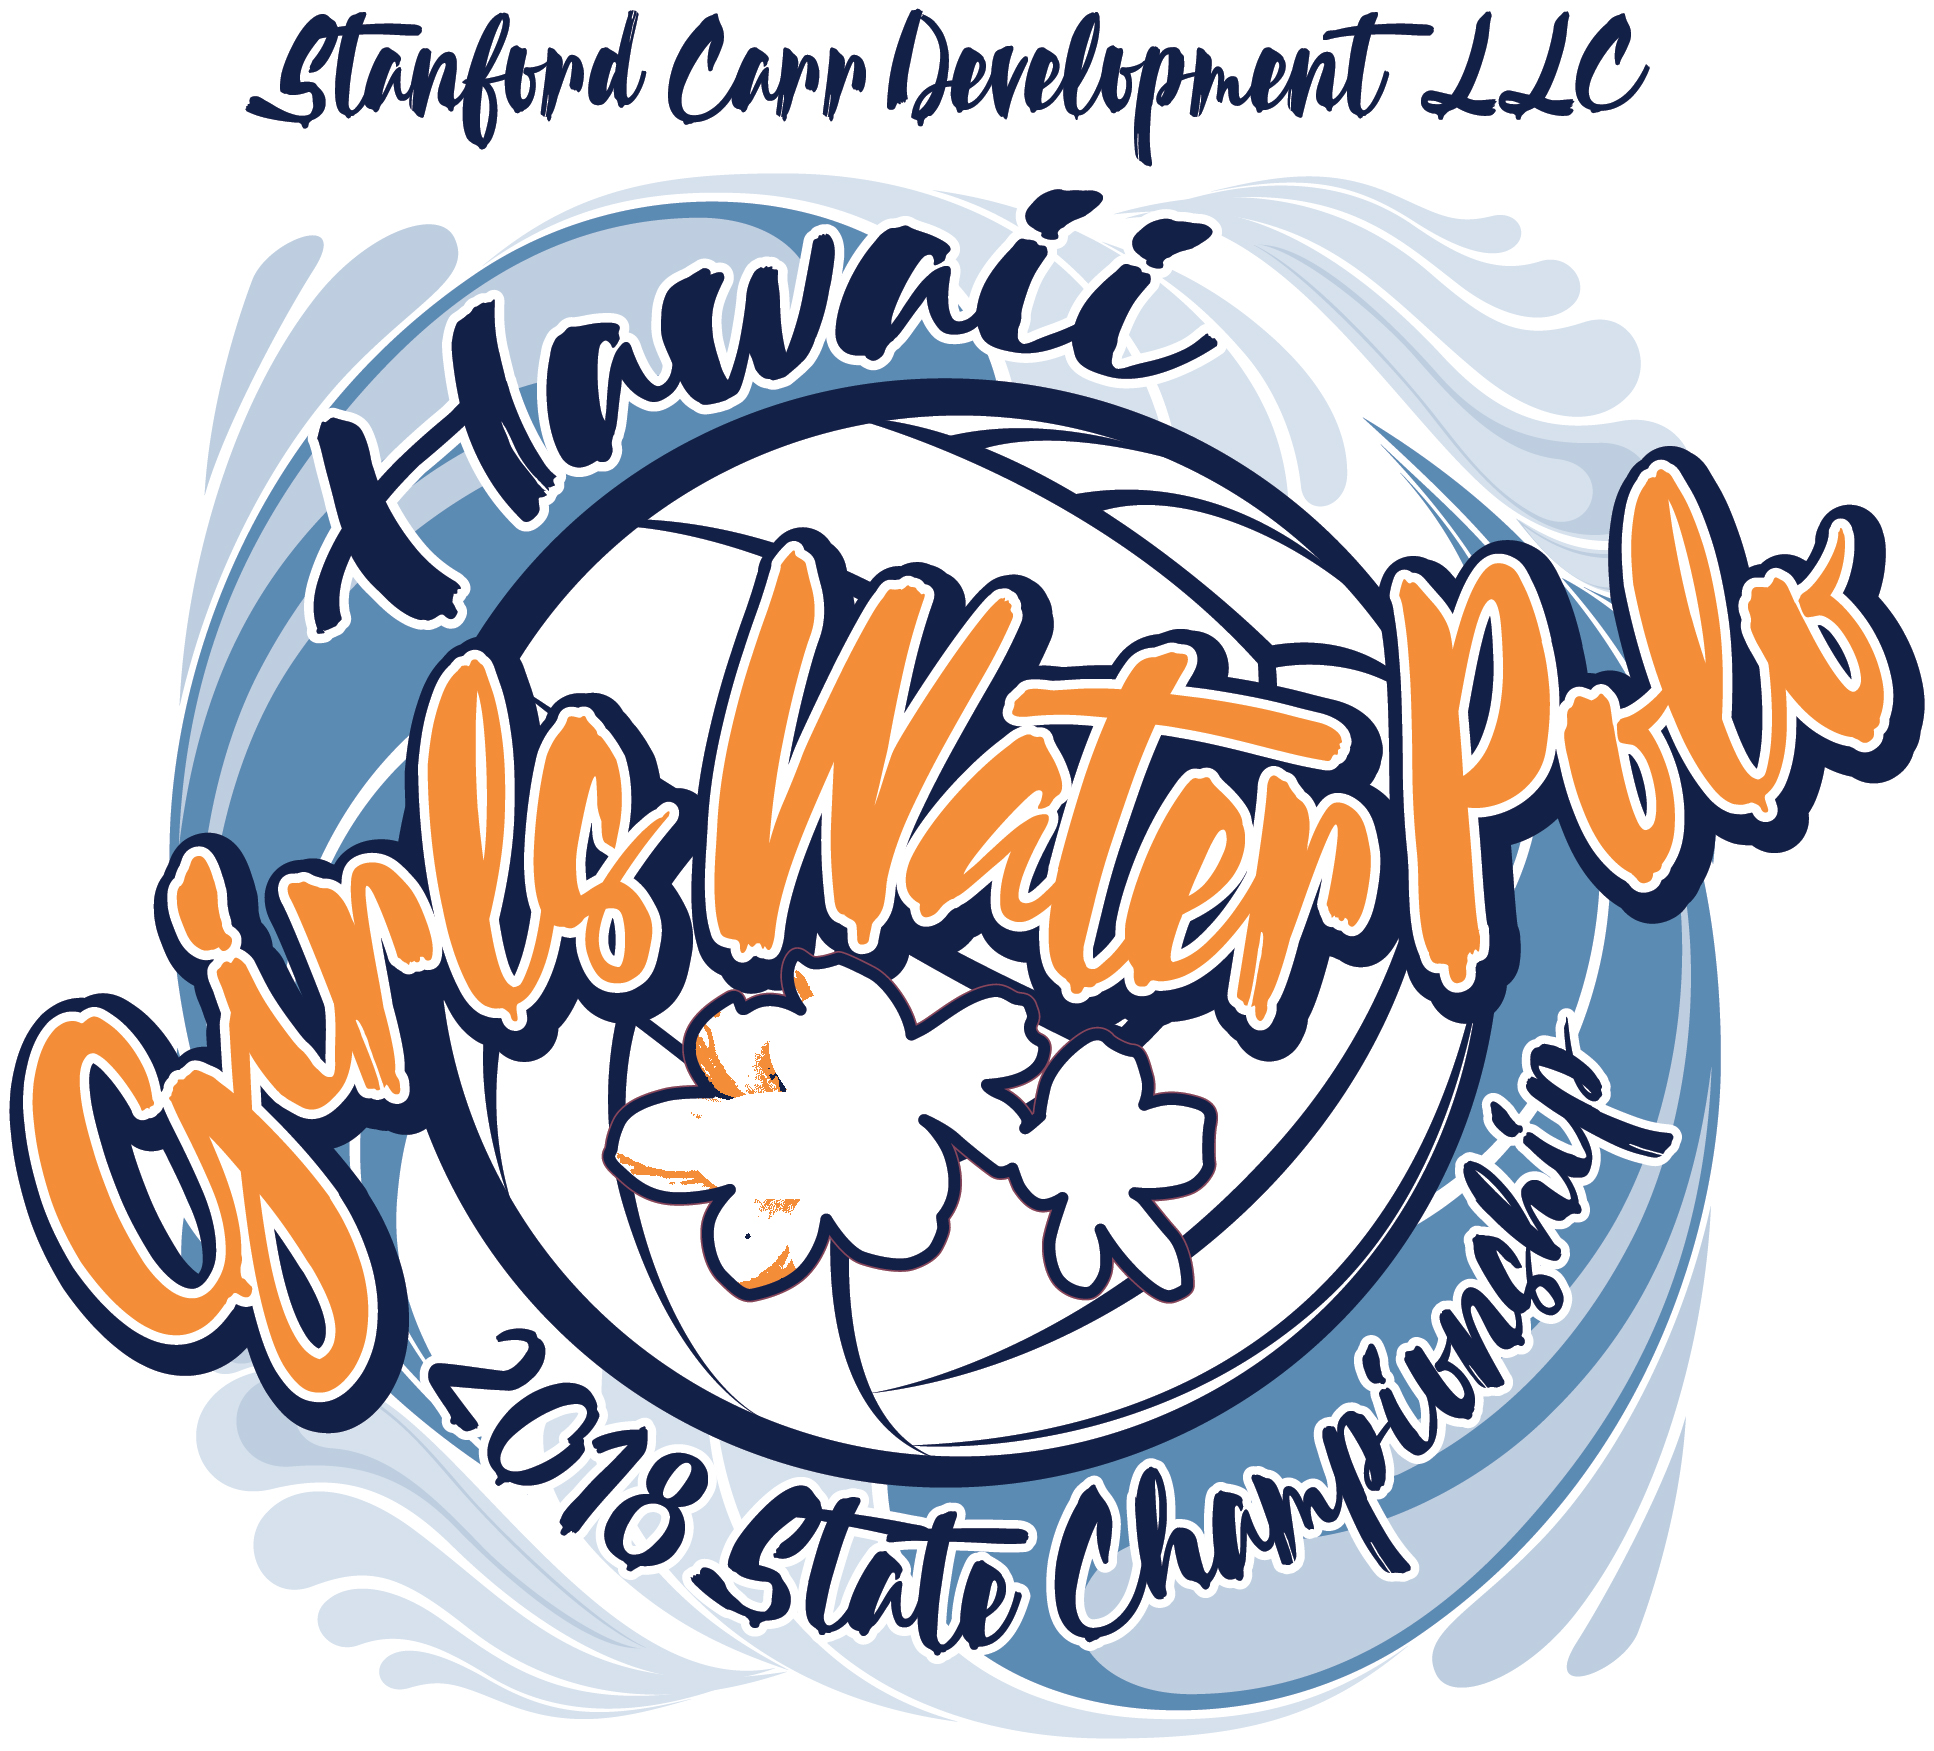 Stanford Carr Development LLC
Hawaii
Girls Water Polo
2018 State Championship